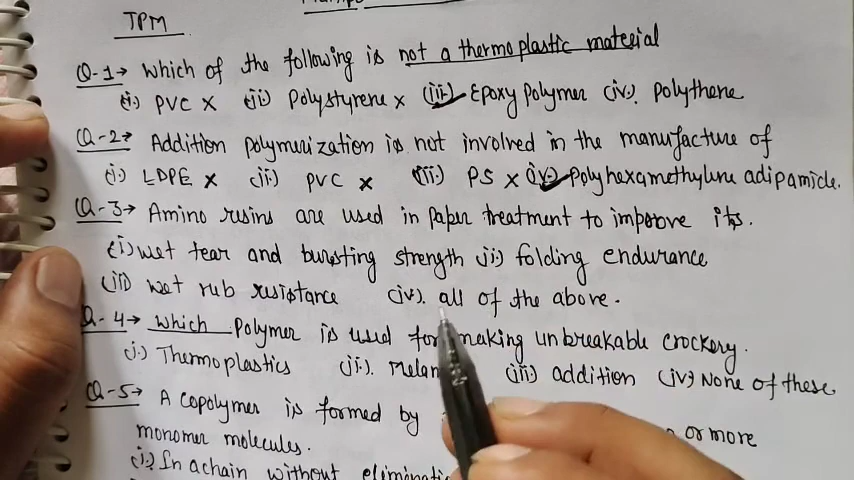 TPM
Q-1→ Which of the following is not a thermoplastic material
(i) PVC × (ii) Polystyrene × (iii) Epoxy Polymer (iv). Polythene
Q-2→ Addition polymerization is not involved in the manufacture of
(i) LDPE × (ii) PVC × (iii) PS × (iv) Polyhexamethylene adipamide.
Q-3→ Amino resins are used in paper treatment to improve its.
(i) wet tear and bursting strength (ii) folding endurance
(iii) wet rub resistance (iv). all of the above.
Q-4→ which Polymer is used for making unbreakable crockery.
(i.) Thermoplastics (ii). Melam (iii) addition (iv) None of these
Q-5→ A copolymer is formed by or more
monomer molecules.
(i.) In a chain without eliminatio